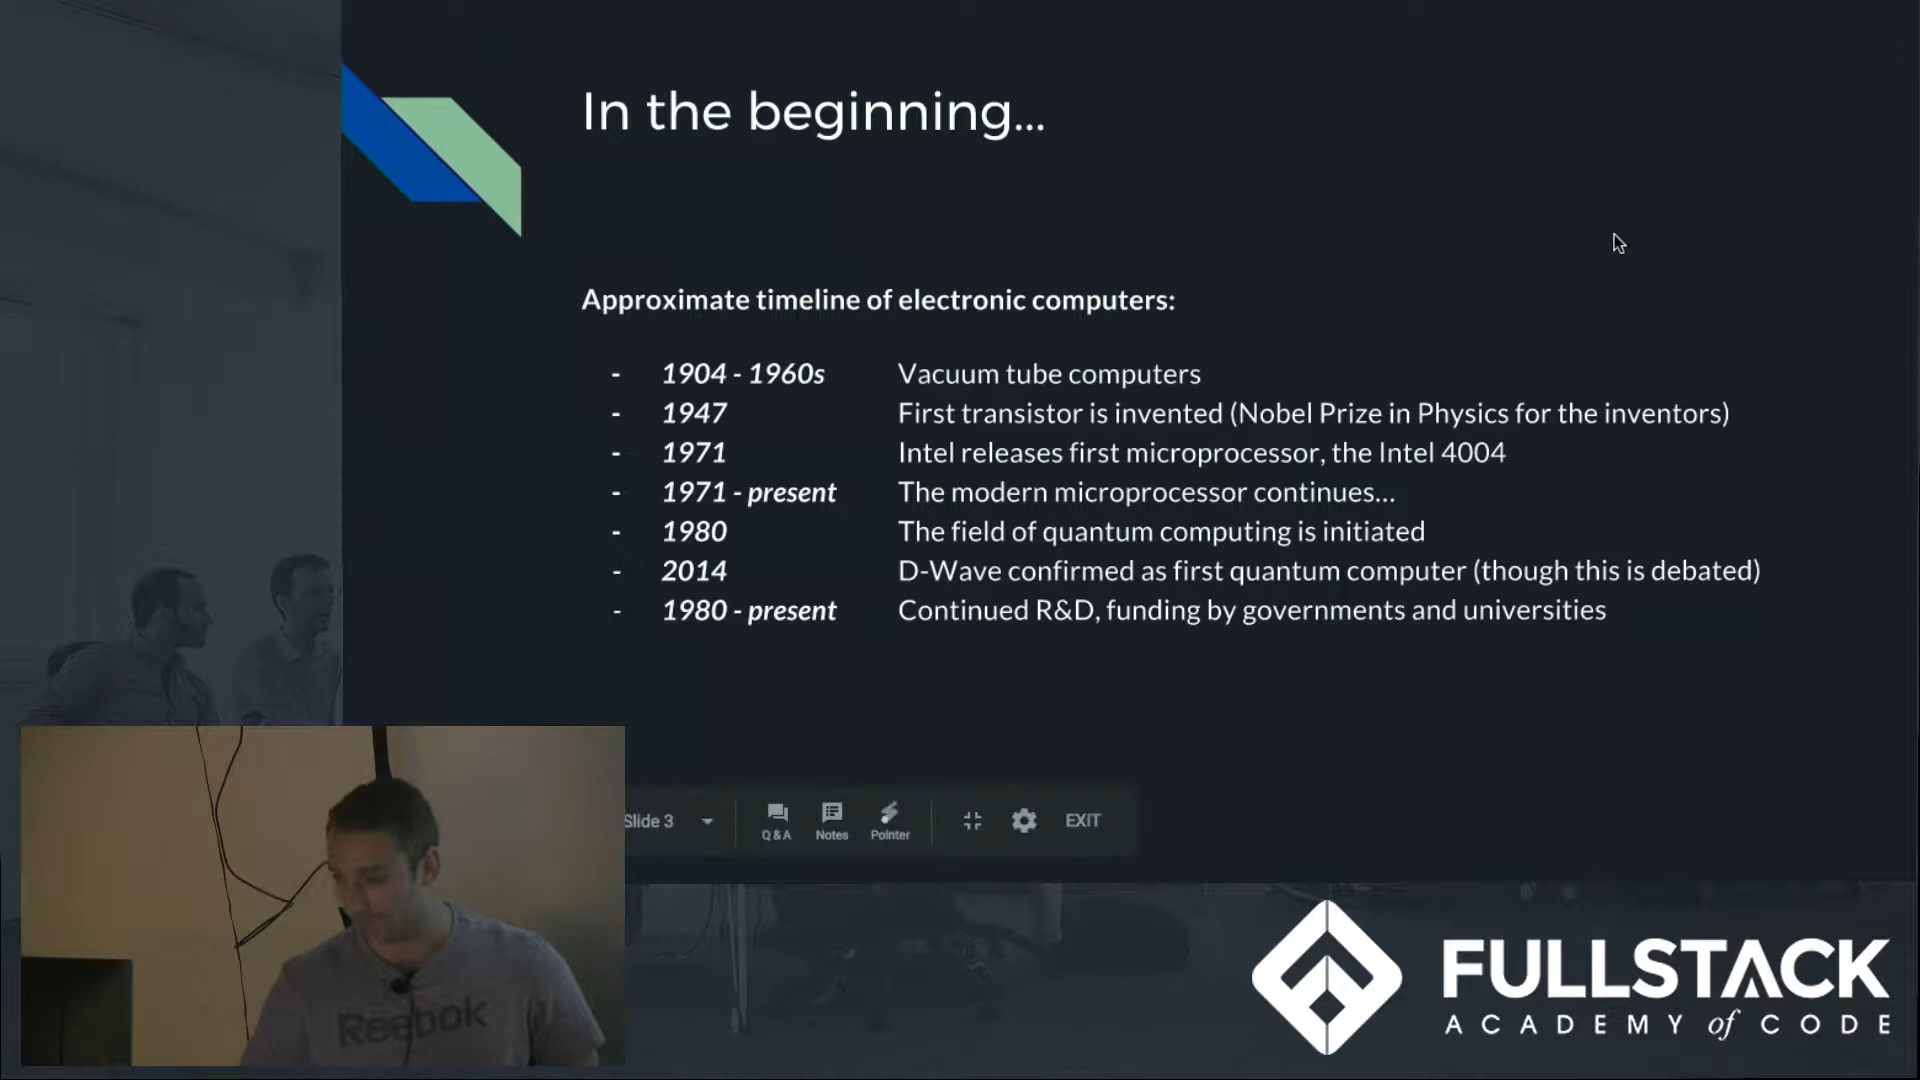 In the beginning...
Approximate timeline of electronic computers:
- 1904 - 1960s Vacuum tube computers
- 1947 First transistor is invented (Nobel Prize in Physics for the inventors)
- 1971 Intel releases first microprocessor, the Intel 4004
- 1971 - present The modern microprocessor continues...
- 1980 The field of quantum computing is initiated
- 2014 D-Wave confirmed as first quantum computer (though this is debated)
- 1980 - present Continued R&D, funding by governments and universities
Slide 3
Q & A Notes Pointer EXIT
Reebok
FULLSTACK
ACADEMY of CODE